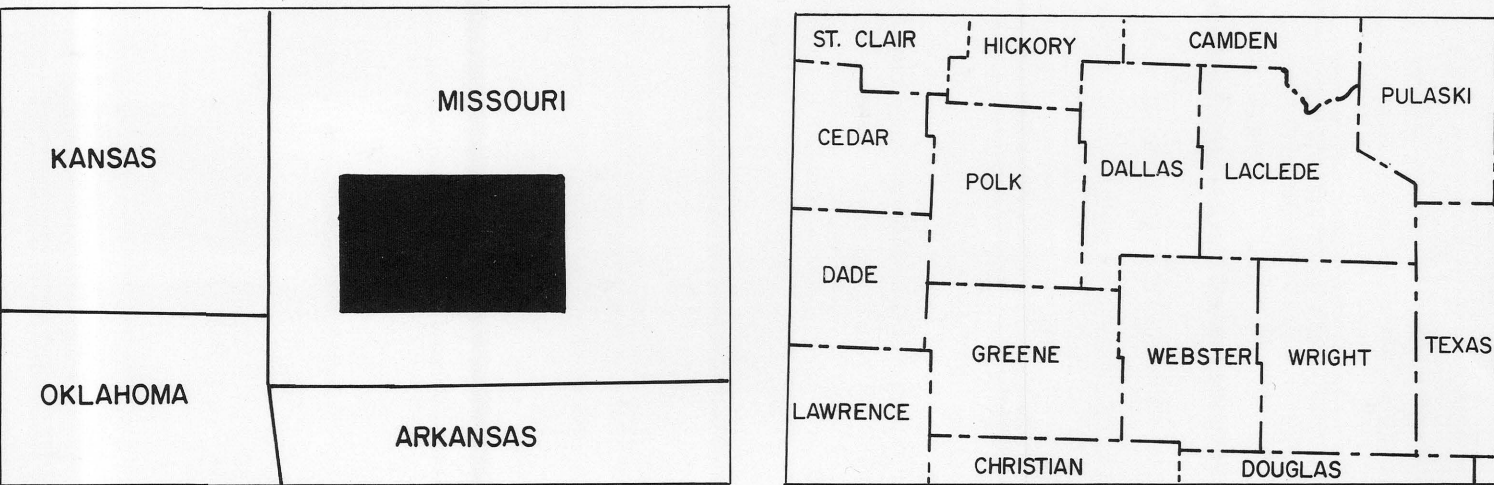 MISSOURI
KANSAS
OKLAHOMA
ARKANSAS
ST. CLAIR
HICKORY
CAMDEN
PULASKI
CEDAR
POLK
DALLAS
LACLEDE
DADE
GREENE
WEBSTER
WRIGHT
TEXAS
LAWRENCE
CHRISTIAN
DOUGLAS